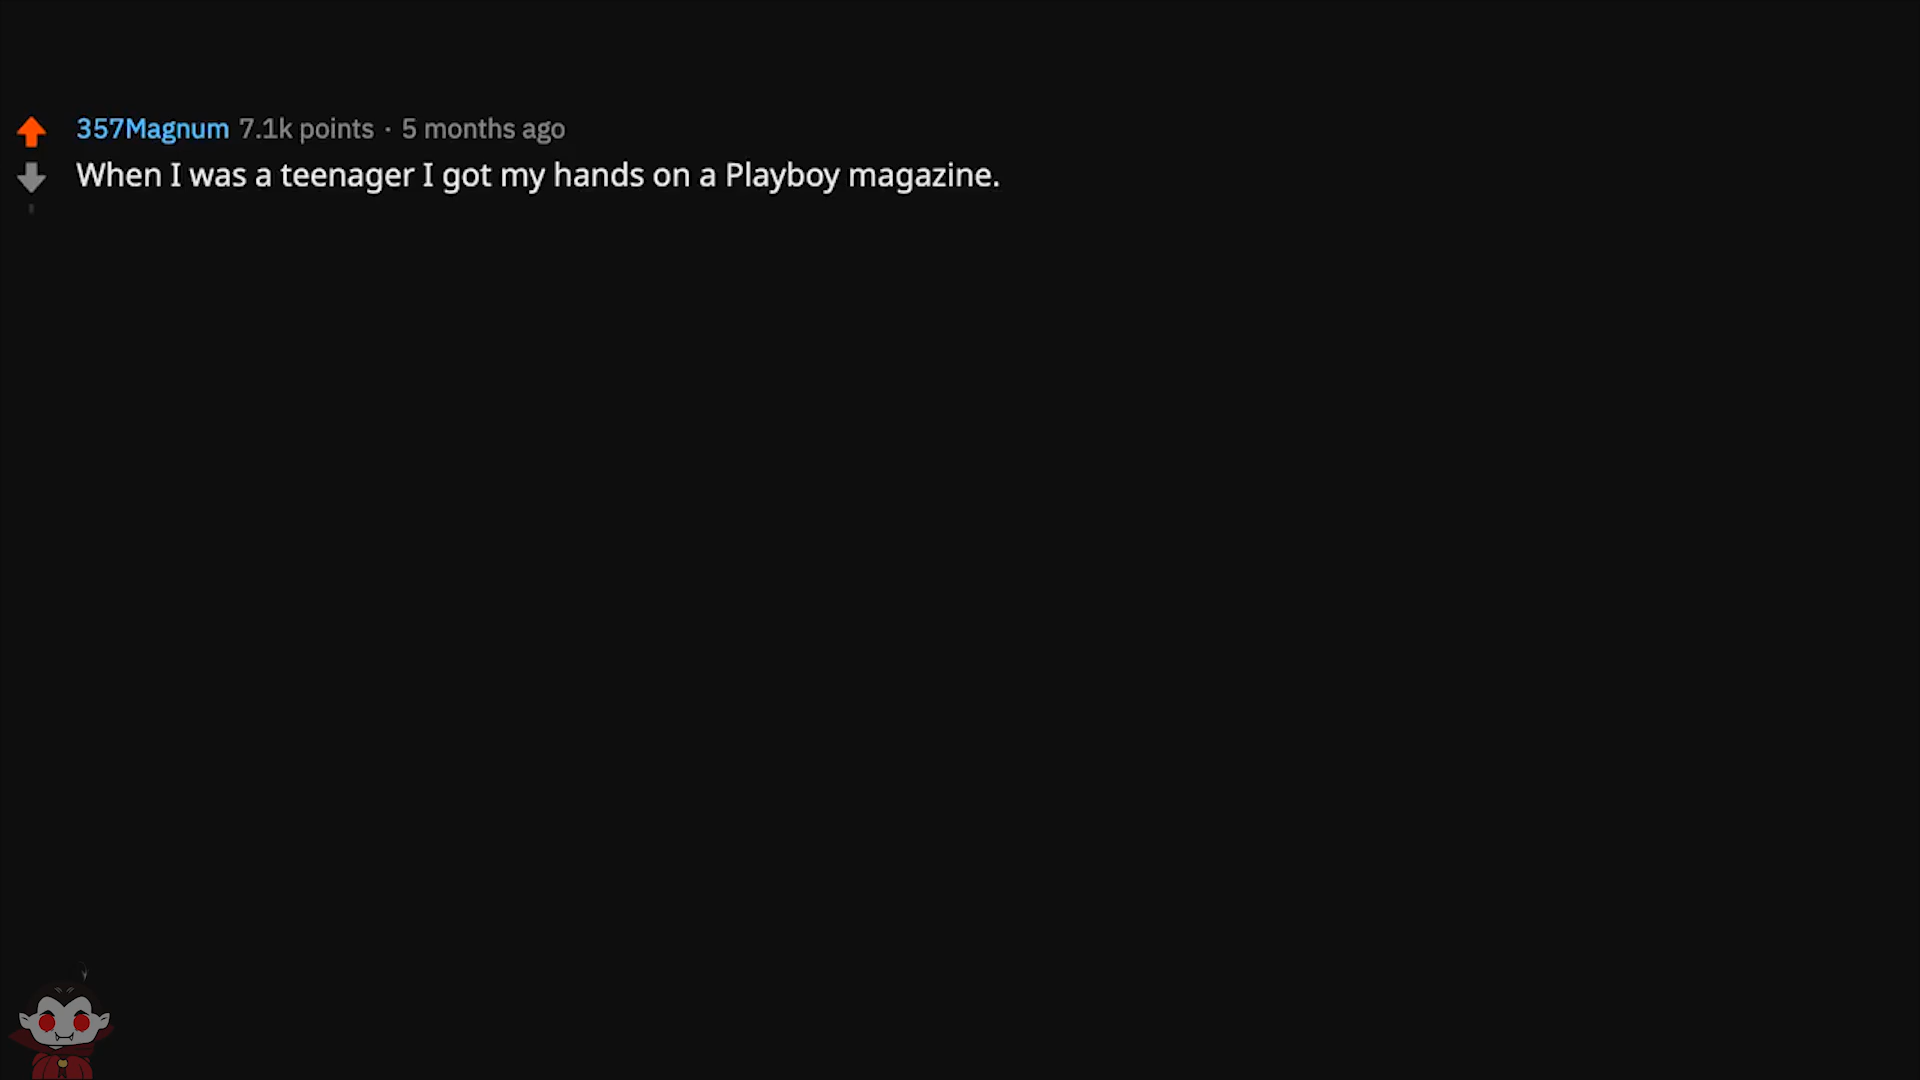 357Magnum 7.1k points · 5 months ago
When I was a teenager I got my hands on a Playboy magazine.